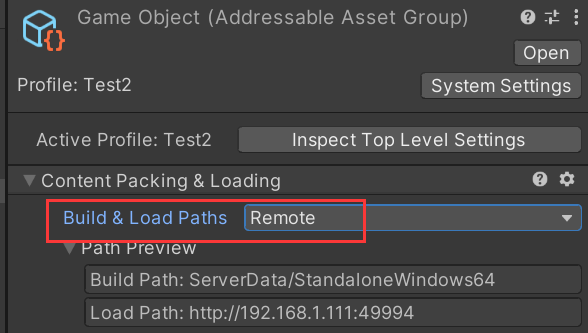 Game Object (Addressable Asset Group)
Open
Profile: Test2
System Settings
Active Profile: Test2
Inspect Top Level Settings
Content Packing & Loading
Build & Load Paths
Remote
Path Preview
Build Path: ServerData/StandaloneWindows64
Load Path: http://192.168.1.111:49994